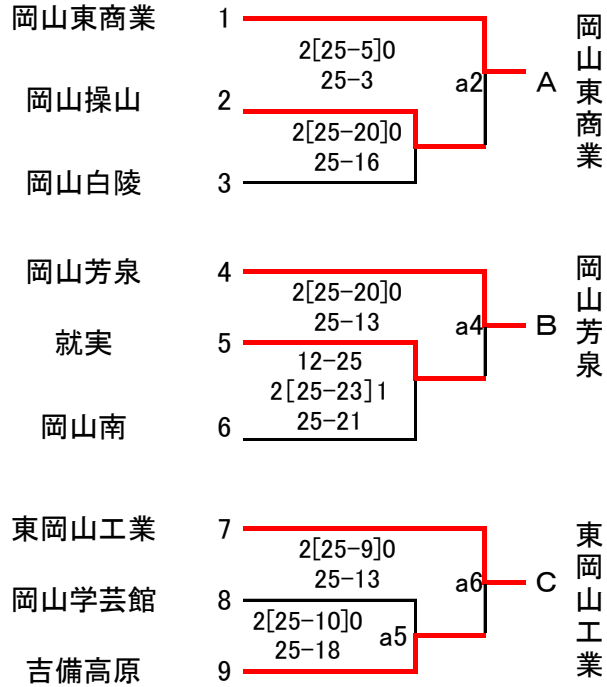 岡山東商業 1
2[25-5]0
25-3
岡山操山 2
2[25-20]0
25-16
岡山白陵 3
a2 A 岡山東商業
岡山芳泉 4
2[25-20]0
25-13
就実 5
12-25
2[25-23]1
25-21
岡山南 6
a4 B 岡山芳泉
東岡山工業 7
2[25-9]0
25-13
岡山学芸館 8
2[25-10]0
25-18
a5
吉備高原 9
a6 C 東岡山工業